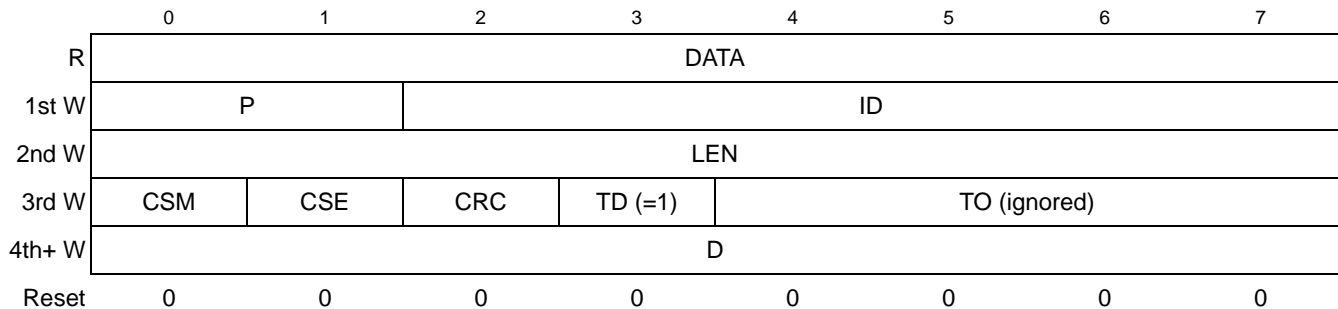 0 1 2 3 4 5 6 7
R DATA
1st W P ID
2nd W LEN
3rd W CSM CSE CRC TD (=1) TO (ignored)
4th+ W D
Reset 0 0 0 0 0 0 0 0